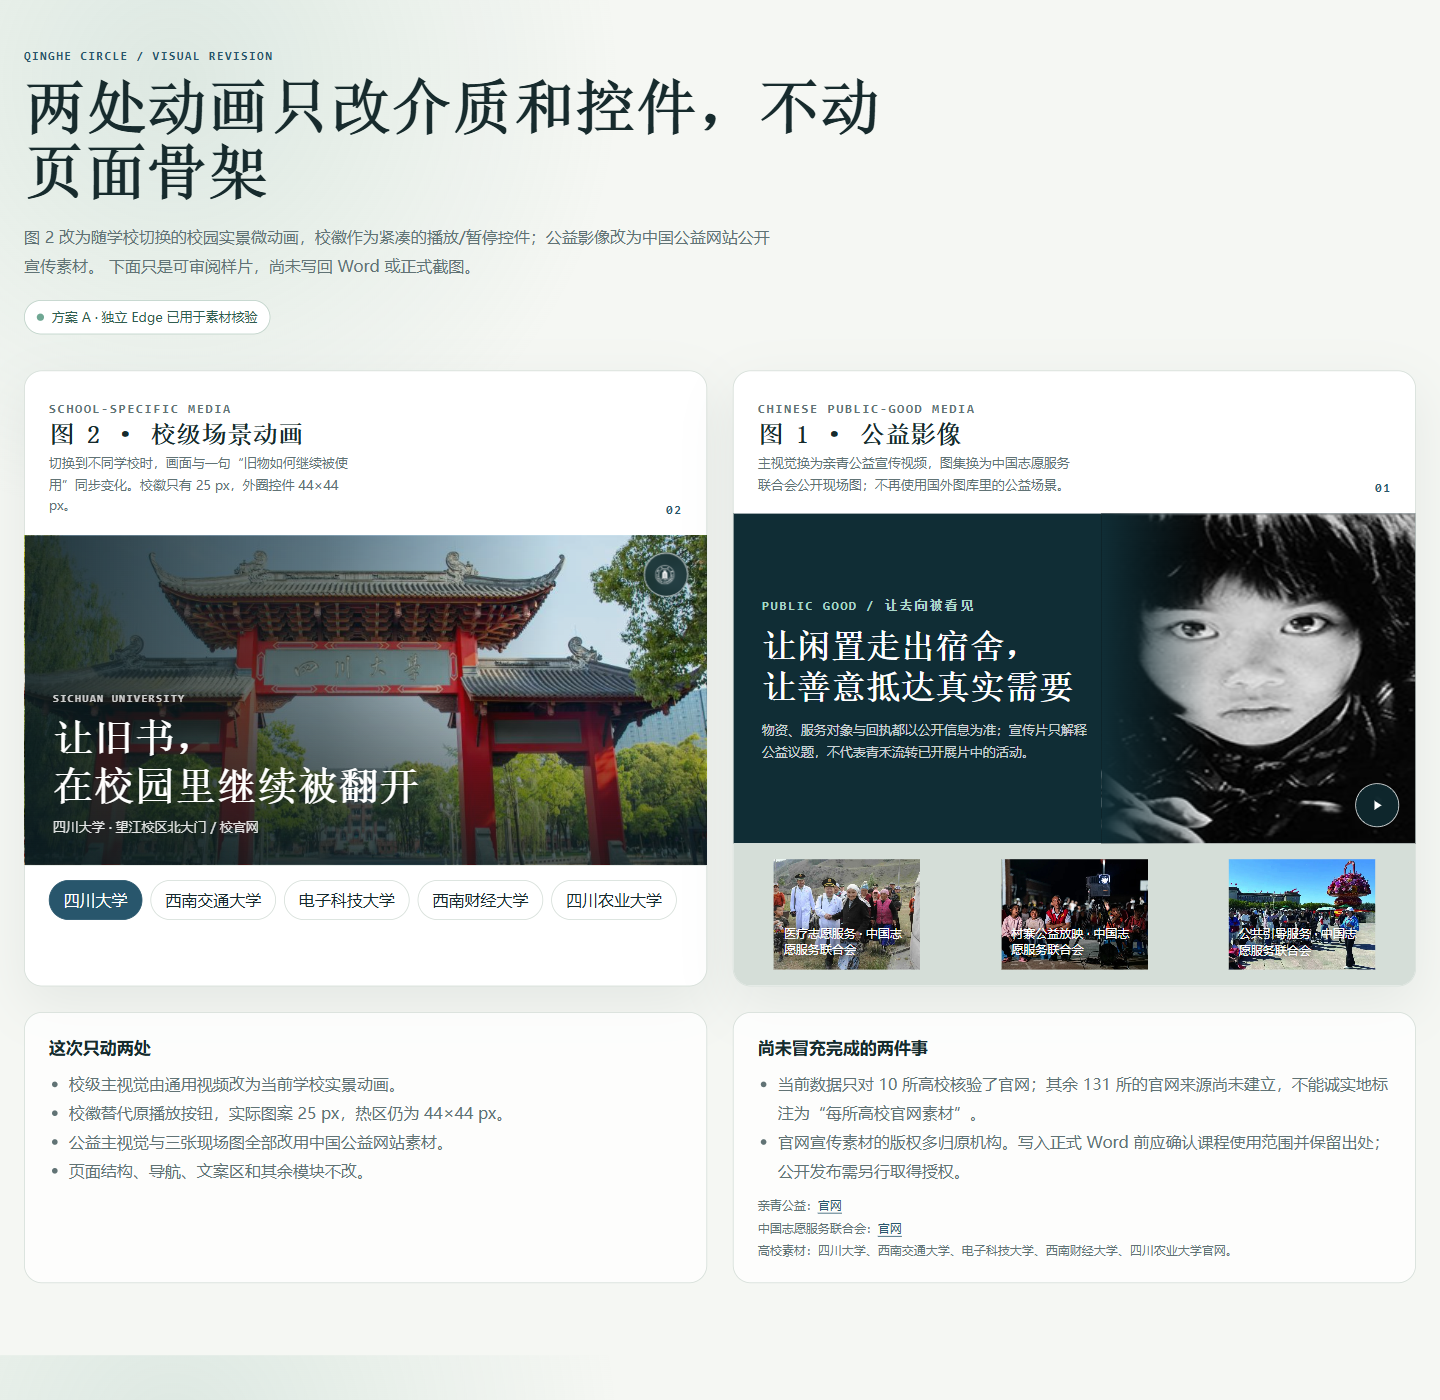 QINGHE CIRCLE / VISUAL REVISION
两处动画只改介质和控件，不动
页面骨架
图 2 改为随学校切换的校园实景微动画，校徽作为紧凑的播放/暂停控件；公益影像改为中国公益网站公开
宣传素材。 下面只是可审阅样片，尚未写回 Word 或正式截图。
方案 A · 独立 Edge 已用于素材核验
SCHOOL-SPECIFIC MEDIA
图 2 · 校级场景动画
切换到不同学校时，画面与一句“旧物如何继续被使
用”同步变化。校徽只有 25 px，外圈控件 44×44
px。
02
四川大学
SICHUAN UNIVERSITY
让旧书，
在校园里继续被翻开
四川大学 · 望江校区北大门 / 校官网
四川大学
西南交通大学
电子科技大学
西南财经大学
四川农业大学
CHINESE PUBLIC-GOOD MEDIA
图 1 · 公益影像
主视觉换为亲青公益宣传视频，图集换为中国志愿服务
联合会公开现场图；不再使用国外图库里的公益场景。
01
PUBLIC GOOD / 让去向被看见
让闲置走出宿舍，
让善意抵达真实需要
物资、服务对象与回执都以公开信息为准；宣传片只解释
公益议题，不代表青禾流转已开展片中的活动。
医疗志愿服务 · 中国志
愿服务联合会
村寨公益放映 · 中国志
愿服务联合会
公共引导服务 · 中国志
愿服务联合会
这次只动两处
校级主视觉由通用视频改为当前学校实景动画。
校徽替代原播放按钮，实际图案 25 px，热区仍为 44×44 px。
公益主视觉与三张现场图全部改用中国公益网站素材。
页面结构、导航、文案区和其余模块不改。
尚未冒充完成的两件事
当前数据只对 10 所高校核验了官网；其余 131 所的官网来源尚未建立，不能诚实地标
注为“每所高校官网素材”。
官网宣传素材的版权多归原机构。写入正式 Word 前应确认课程使用范围并保留出处；
公开发布需另行取得授权。
亲青公益：官网
中国志愿服务联合会：官网
高校素材：四川大学、西南交通大学、电子科技大学、西南财经大学、四川农业大学官网。